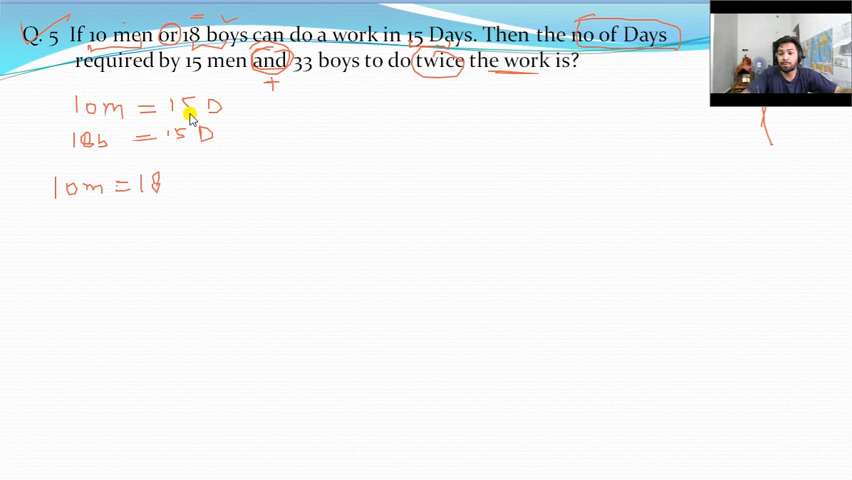 Q. 5 If 10 men or 18 boys can do a work in 15 Days. Then the no of Days
required by 15 men and 33 boys to do twice the work is?
+
10m = 15 D
18b = 15 D
10m = 18